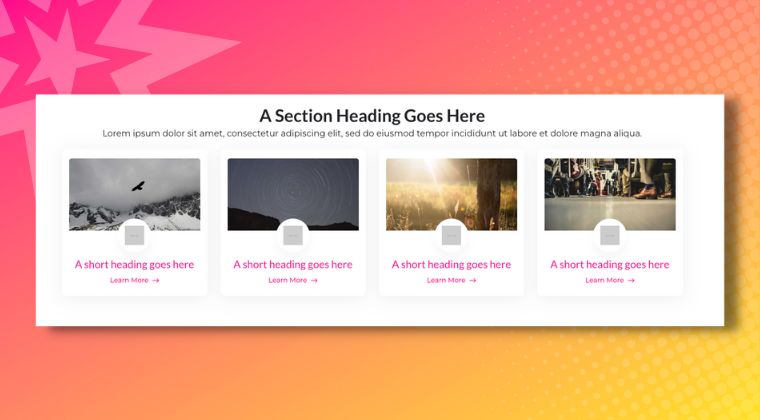 A Section Heading Goes Here
Lorem ipsum dolor sit amet, consectetur adipiscing elit, sed do eiusmod tempor incididunt ut labore et dolore magna aliqua.
A short heading goes here
Learn More →
A short heading goes here
Learn More →
A short heading goes here
Learn More →
A short heading goes here
Learn More →